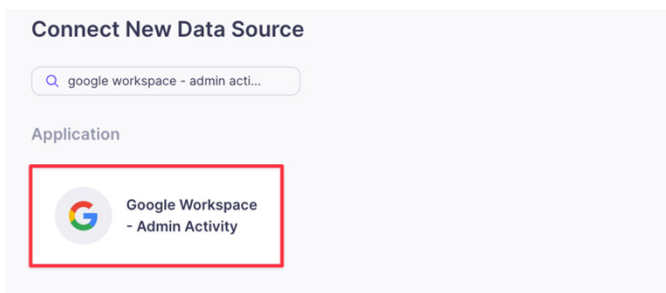 Connect New Data Source
google workspace - admin acti...
Application
Google Workspace
- Admin Activity